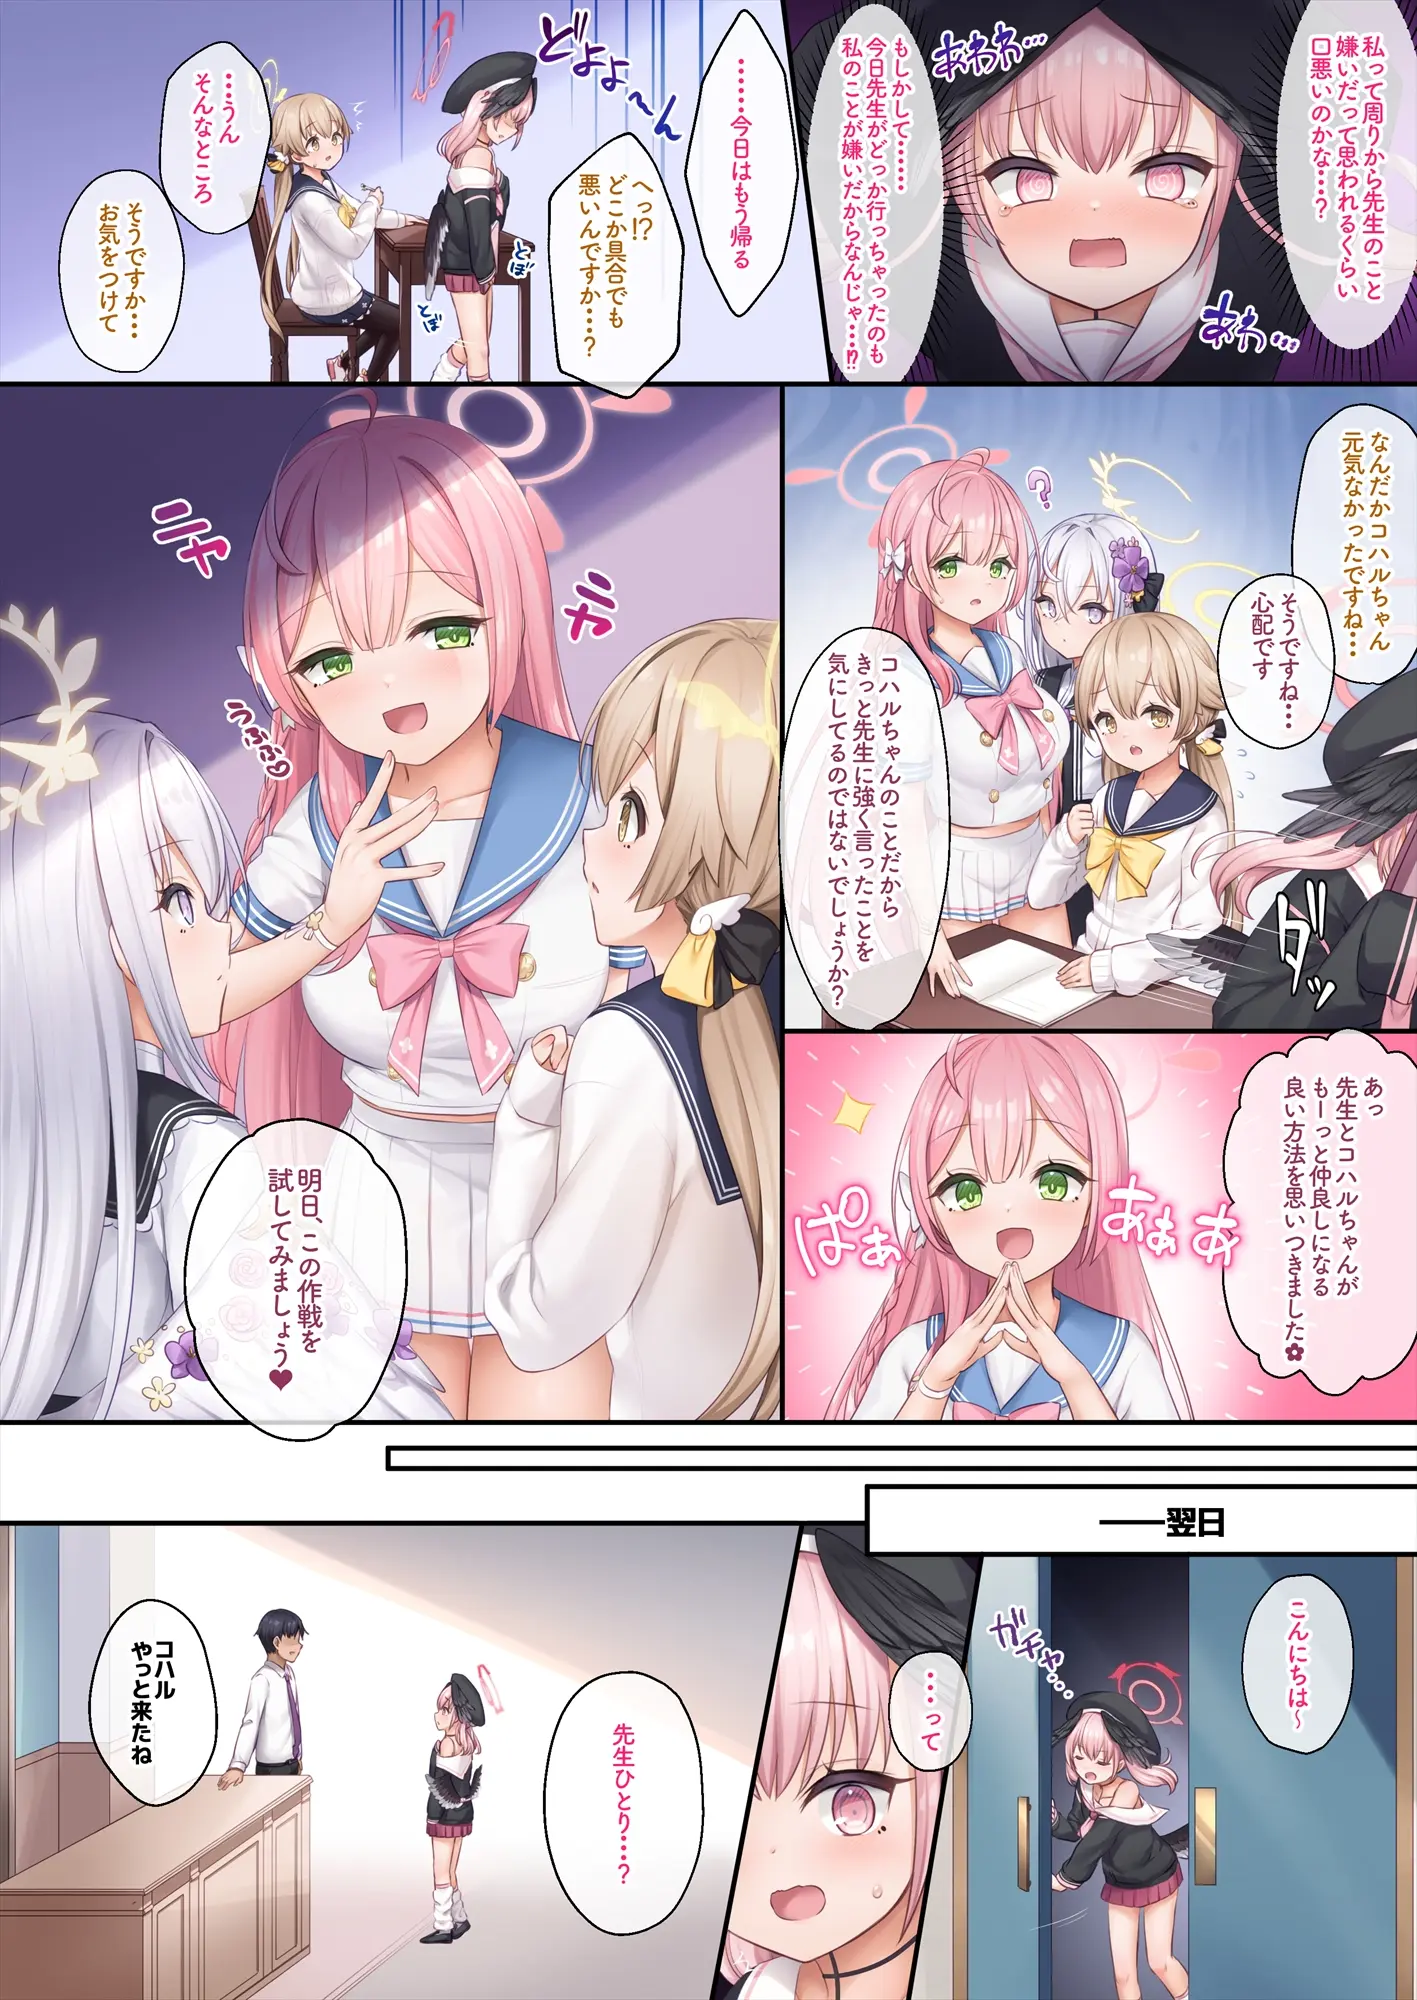 私って周りから先生のこと
嫌いだって思われるくらい
口悪いのかな…？
あわわ…
あわ…
もしかして……
今日先生がどっか行っちゃったのも
私のことが嫌いだからなんじゃ…⁉
……今日はもう帰る
どよよ〜ん
へっ⁉
どこか具合でも
悪いんですか…？
とぼ
とぼ
…うん
そんなところ
そうですか…
お気をつけて
なんだかコハルちゃん
元気なかったですね…
そうですね…
心配です
?
ダッ
コハルちゃんのことだから
きっと先生に強く言ったことを
気にしてるのではないでしょうか？
あっ
先生とコハルちゃんが
もーっと仲良しになる
良い方法を思いつきました✿
ぱぁ
ぁぁぁ
ニヤ
ニヤ
うふふ♡
明日、この作戦を
試してみましょう♥
――翌日
こんにちは〜
ガチャ…
…って
先生ひとり…？
コハル
やっと来たね